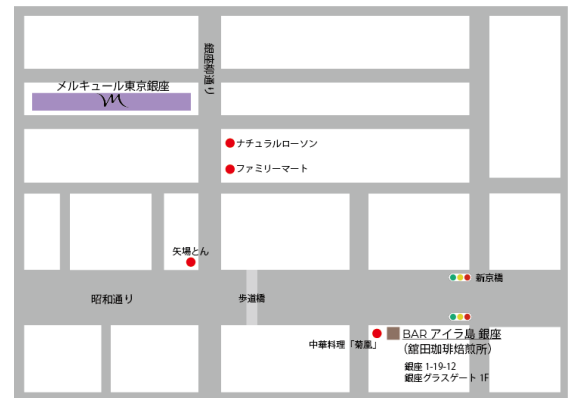 銀座柳通り
メルキュール東京銀座
ナチュラルローソン
ファミリーマート
矢場とん
新京橋
昭和通り
歩道橋
中華料理「菊凰」
BAR アイラ島 銀座
（舘田珈琲焙煎所）
銀座 1-19-12
銀座グラスゲート 1F